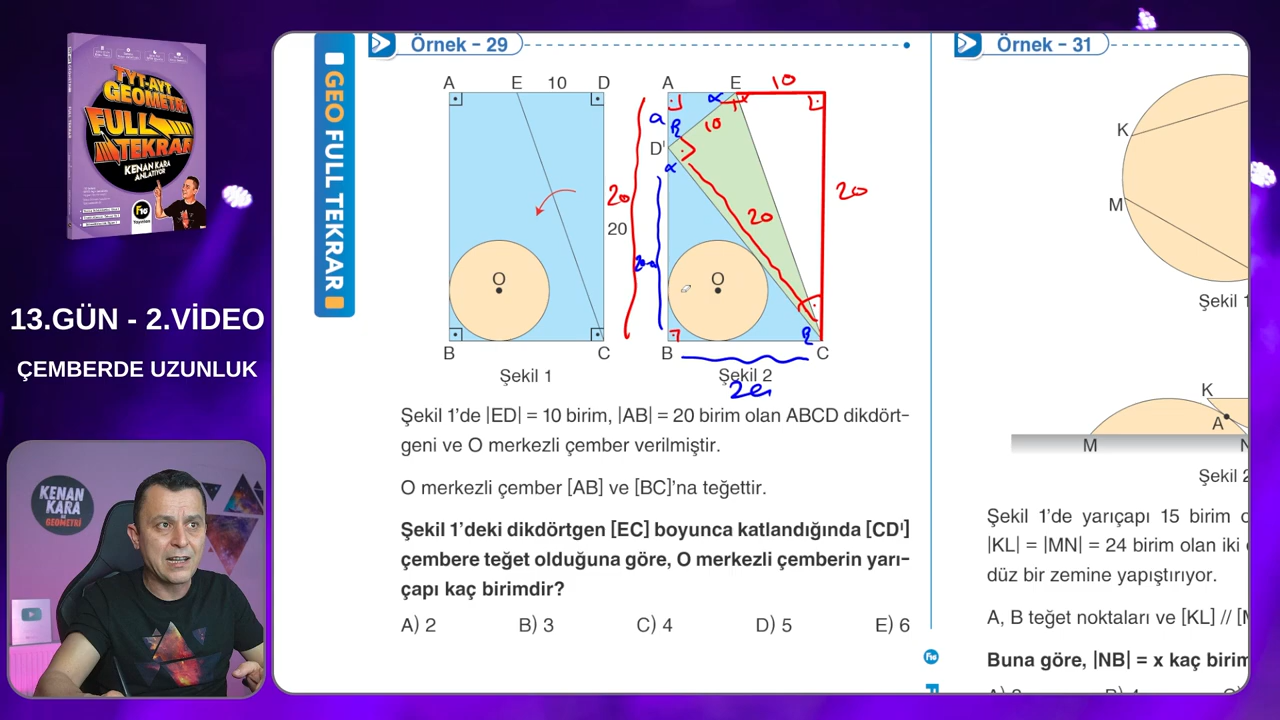 TYT-AYT
GEOMETRİ
FULL
TEKRAR
KENAN KARA
ANLATIYOR
F10
13.GÜN - 2.VİDEO
ÇEMBERDE UZUNLUK
KENAN
KARA
GEOMETRİ
GEO FULL TEKRAR
Örnek – 29
A E 10 D
20
O
B C
Şekil 1
A E 10 D
α
a
β
10
D'
α
20
20
20
20-a
O
β
B C
Şekil 2
2a
Şekil 1'de |ED| = 10 birim, |AB| = 20 birim olan ABCD dikdört-
geni ve O merkezli çember verilmiştir.
O merkezli çember [AB] ve [BC]'na teğettir.
Şekil 1'deki dikdörtgen [EC] boyunca katlandığında [CD']
çembere teğet olduğuna göre, O merkezli çemberin yarı-
çapı kaç birimdir?
A) 2 B) 3 C) 4 D) 5 E) 6
F10
Örnek – 31
K
M
Şekil 1
K
A
M N
Şekil 2
Şekil 1'de yarıçapı 15 birim
|KL| = |MN| = 24 birim olan iki
düz bir zemine yapıştırıyor.
A, B teğet noktaları ve [KL] // [
Buna göre, |NB| = x kaç birim